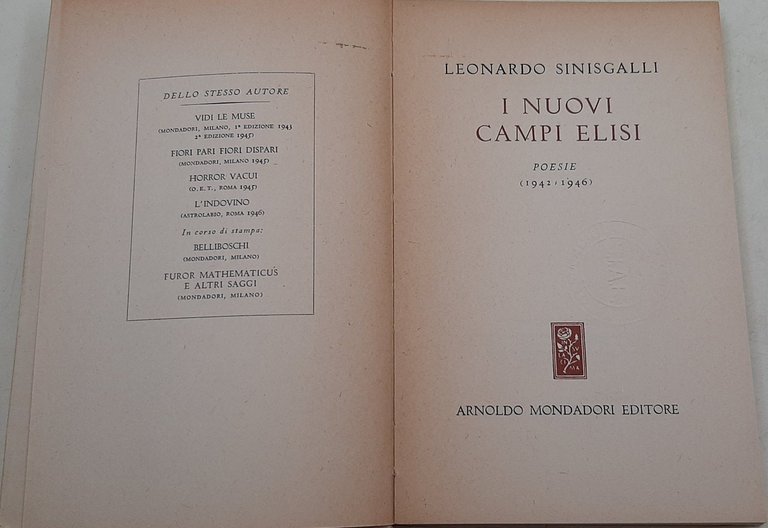 DELLO STESSO AUTORE
VIDI LE MUSE
(MONDADORI, MILANO, 1ª EDIZIONE 1943
2ª EDIZIONE 1945)
FIORI PARI FIORI DISPARI
(MONDADORI, MILANO 1945)
HORROR VACUI
(O. E. T., ROMA 1945)
L'INDOVINO
(ASTROLABIO, ROMA 1946)
In corso di stampa:
BELLIBOSCHI
(MONDADORI, MILANO)
FUROR MATHEMATICUS
E ALTRI SAGGI
(MONDADORI, MILANO)
LEONARDO SINISGALLI
I NUOVI
CAMPI ELISI
POESIE
(1942-1946)
ARNOLDO MONDADORI EDITORE